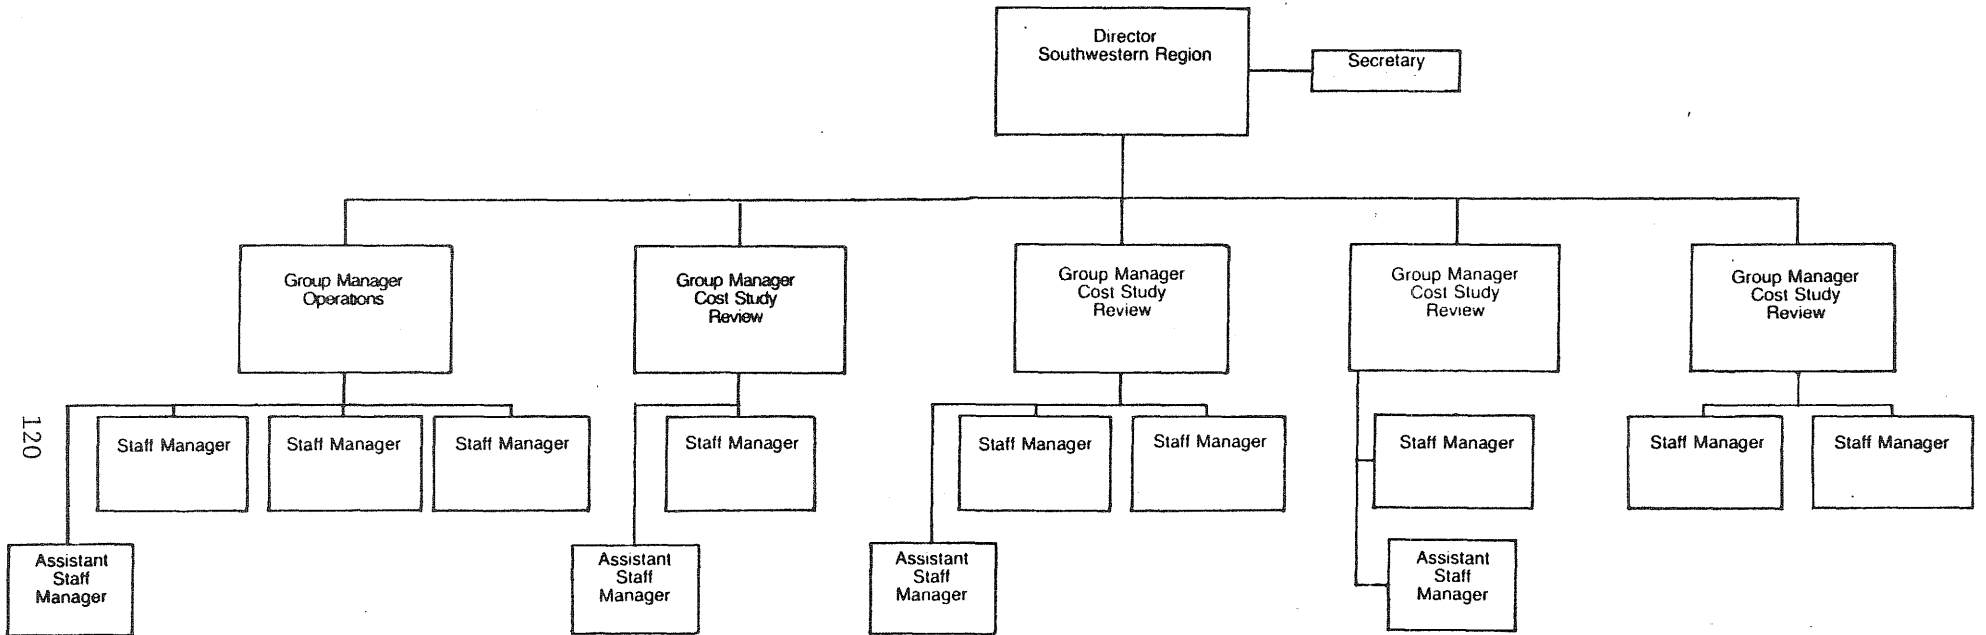 Director
Southwestern Region
Secretary
Group Manager
Operations
Group Manager
Cost Study
Review
Group Manager
Cost Study
Review
Group Manager
Cost Study
Review
Group Manager
Cost Study
Review
Staff Manager
Staff Manager
Staff Manager
Staff Manager
Staff Manager
Staff Manager
Staff Manager
Staff Manager
Staff Manager
Assistant
Staff
Manager
Assistant
Staff
Manager
Assistant
Staff
Manager
Assistant
Staff
Manager
120